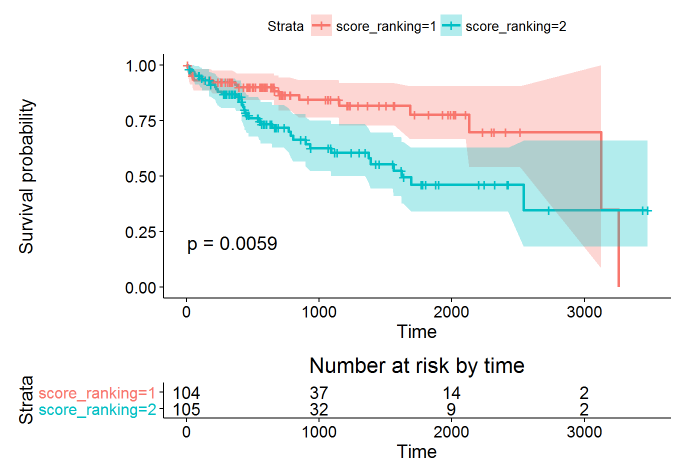 Strata score_ranking=1 score_ranking=2
1.00
0.75
0.50
0.25
0.00
Survival probability
p = 0.0059
0 1000 2000 3000
Time
Number at risk by time
Strata
score_ranking=1 104 37 14 2
score_ranking=2 105 32 9 2
0 1000 2000 3000
Time